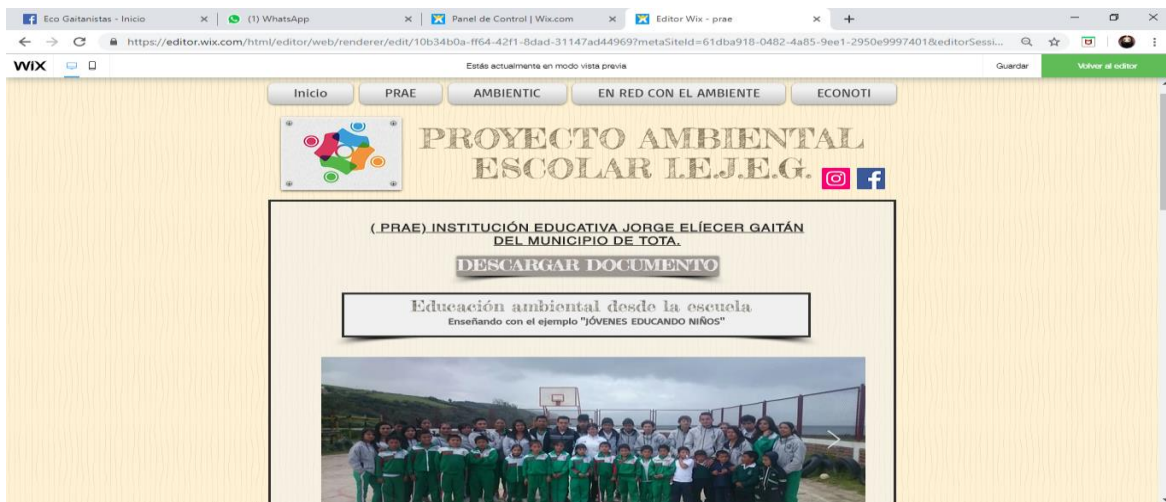 Eco Gaitanistas - Inicio
(1) WhatsApp
Panel de Control | Wix.com
Editor Wix - prae
https://editor.wix.com/html/editor/web/renderer/edit/10b34b0a-ff64-42f1-8dad-31147ad44969?metaSiteId=61dba918-0482-4a85-9ee1-2950e9997401&editorSessi...
WiX
Estás actualmente en modo vista previa
Guardar
Volver al editor
Inicio
PRAE
AMBIENTIC
EN RED CON EL AMBIENTE
ECONOTI
PROYECTO AMBIENTAL
ESCOLAR I.E.J.E.G.
( PRAE) INSTITUCIÓN EDUCATIVA JORGE ELÍECER GAITÁN
DEL MUNICIPIO DE TOTA.
DESCARGAR DOCUMENTO
Educación ambiental desde la escuela
Enseñando con el ejemplo "JÓVENES EDUCANDO NIÑOS"